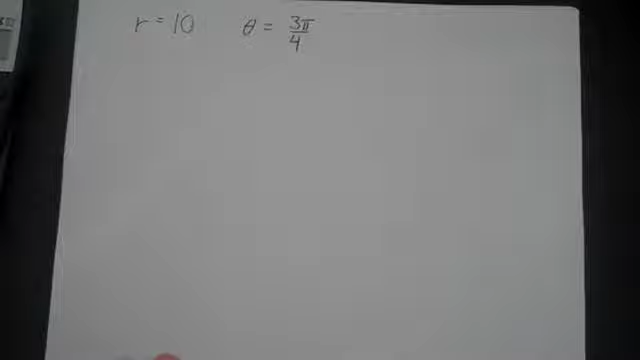 r = 10 θ = 3π/4